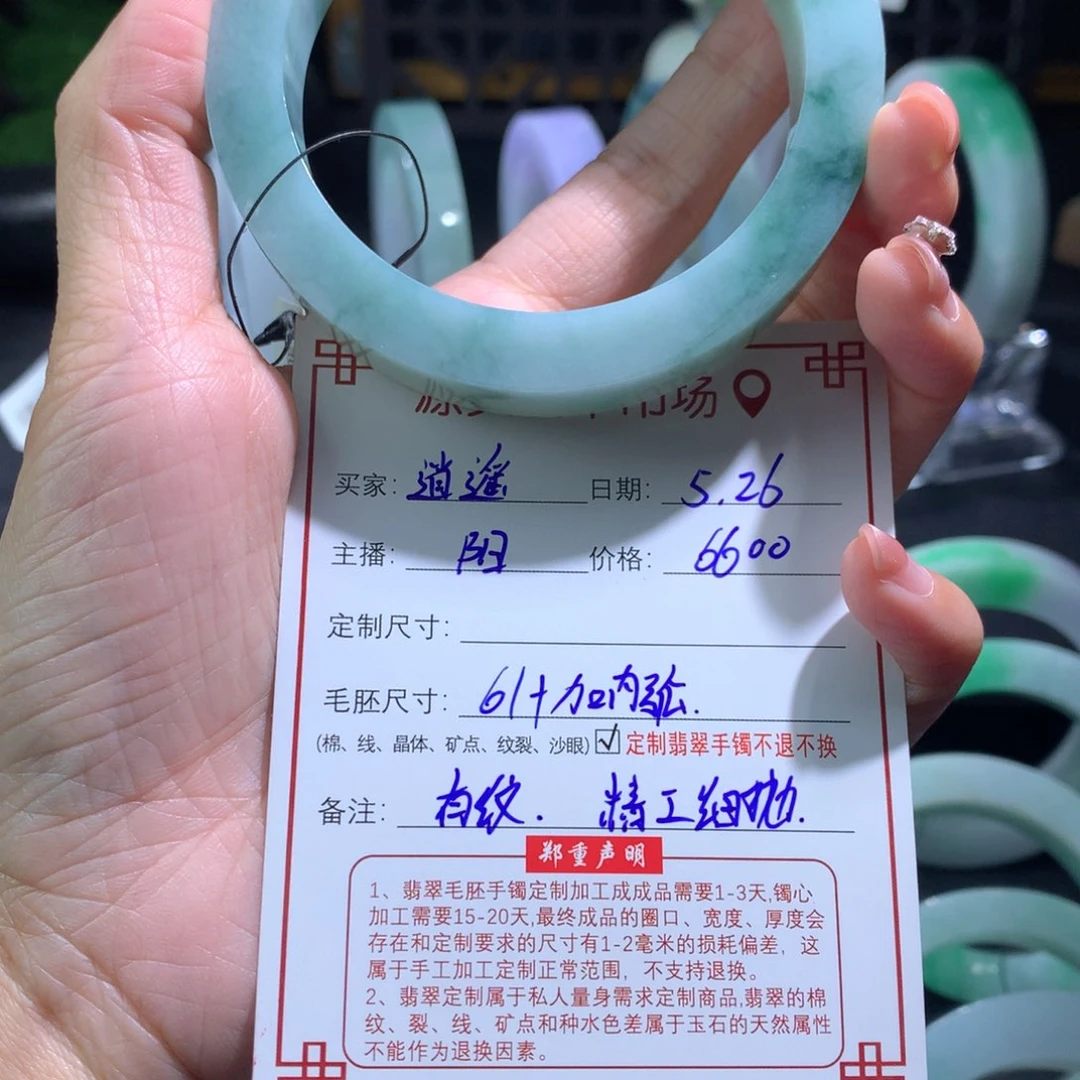 市场
买家: 逍遥 日期: 5.26
主播: 阳 价格: 6600
定制尺寸:
毛胚尺寸: 61+加内弧.
(棉、线、晶体、矿点、纹裂、沙眼) ☑ 定制翡翠手镯不退不换
备注: 有纹. 精工细抛.
郑重声明
1、翡翠毛胚手镯定制加工成成品需要1-3天,镯心
加工需要15-20天,最终成品的圈口、宽度、厚度会
存在和定制要求的尺寸有1-2毫米的损耗偏差，这
属于手工加工定制正常范围，不支持退换。
2、翡翠定制属于私人量身需求定制商品,翡翠的棉
纹、裂、线、矿点和种水色差属于玉石的天然属性
不能作为退换因素。